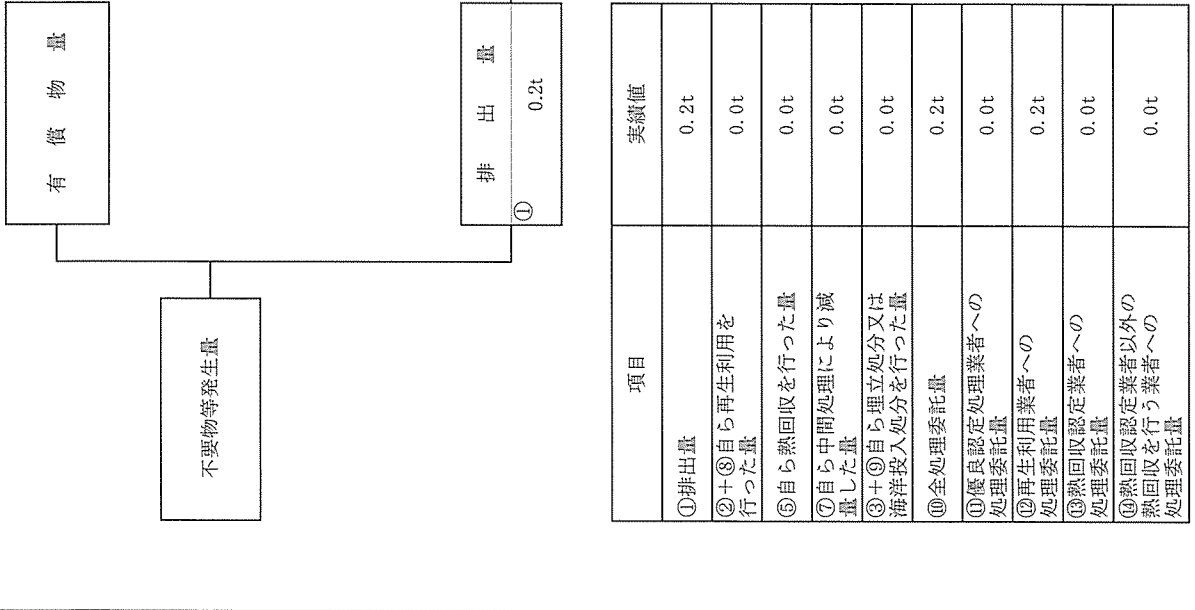 有償物量
不要物等発生量
排出量
①
0.2t
項目 実績値
①排出量 0.2t
②+⑧自ら再生利用を
行った量 0.0t
⑤自ら熱回収を行った量 0.0t
⑦自ら中間処理により減
量した量 0.0t
③+⑨自ら埋立処分又は
海洋投入処分を行った量 0.0t
⑩全処理委託量 0.2t
⑪優良認定処理業者への
処理委託量 0.0t
⑫再生利用業者への
処理委託量 0.2t
⑬熱回収認定業者への
処理委託量 0.0t
⑭熱回収認定業者以外の
熱回収を行う業者への
処理委託量 0.0t